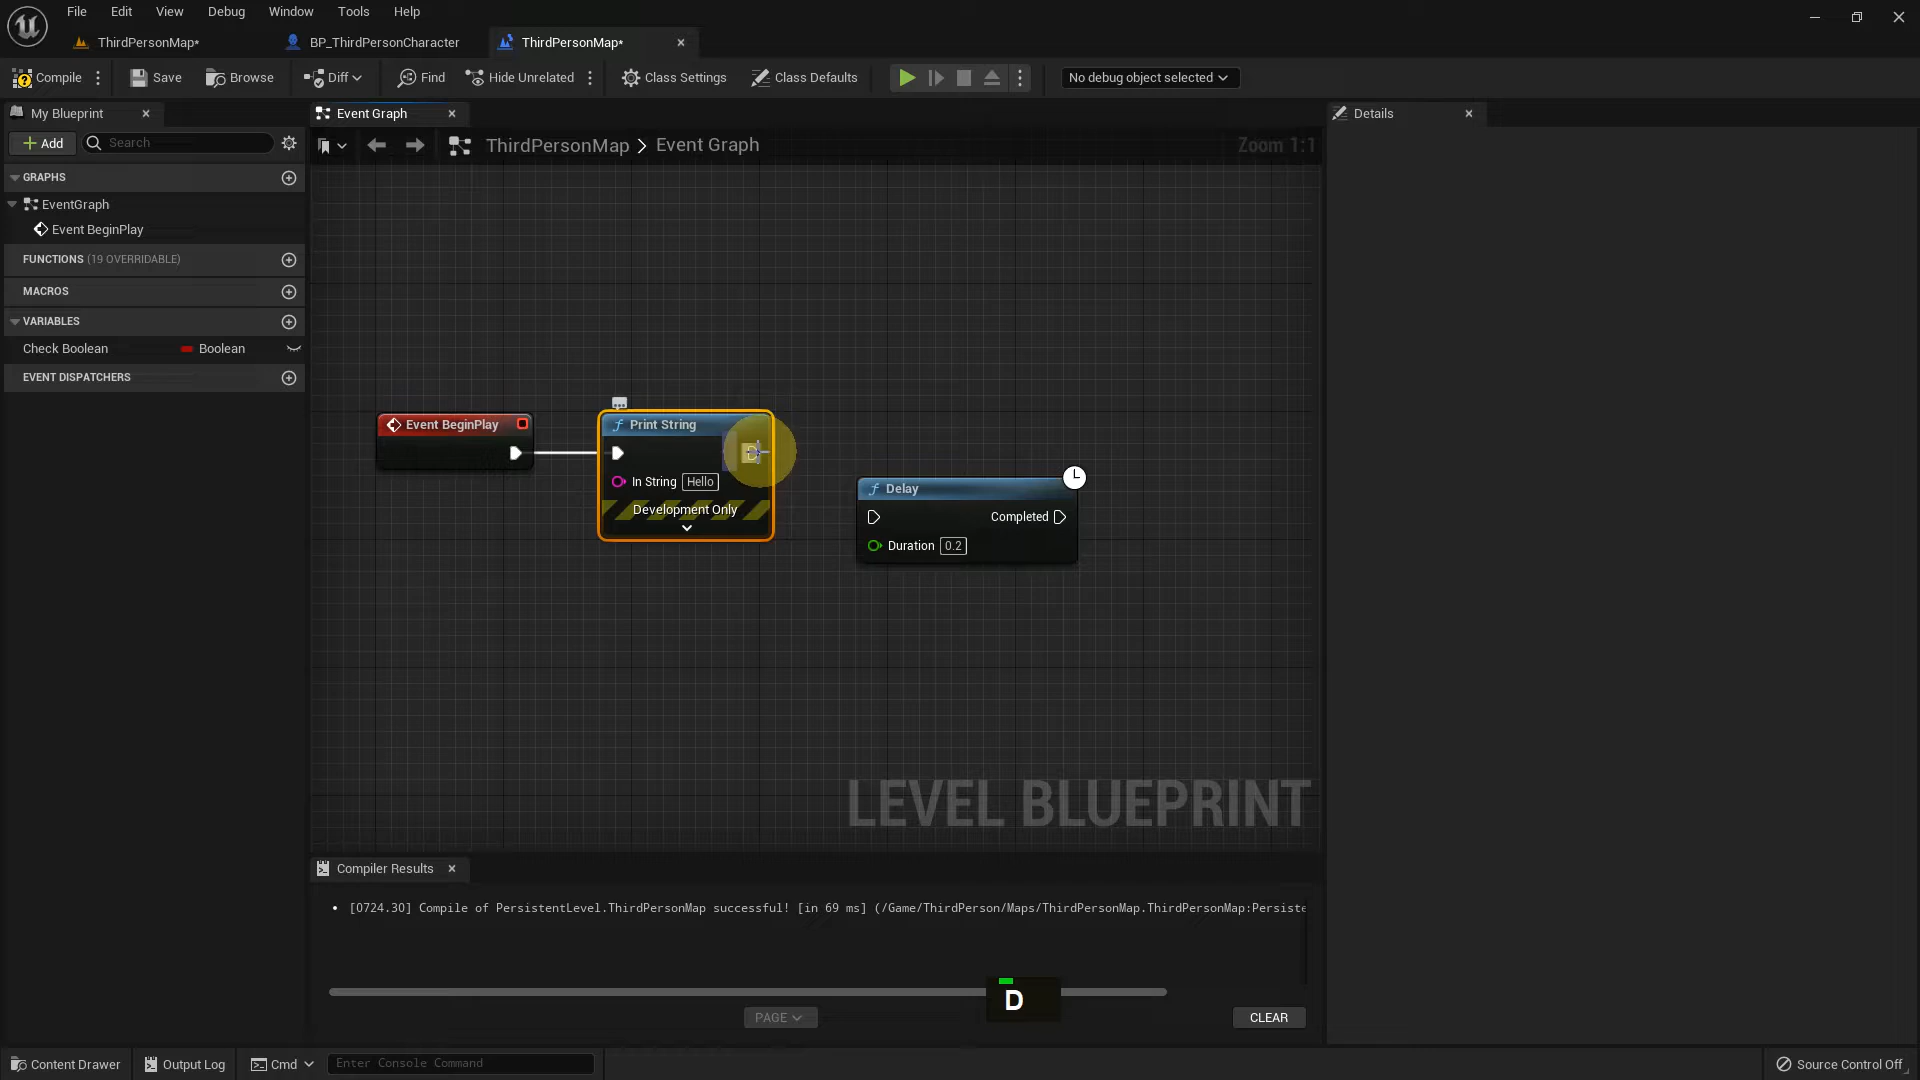 File Edit View Debug Window Tools Help
ThirdPersonMap* BP_ThirdPersonCharacter ThirdPersonMap*
Compile Save Browse Diff Find Hide Unrelated Class Settings Class Defaults No debug object selected
My Blueprint Event Graph Details
Add Search ThirdPersonMap > Event Graph Zoom 1:1
GRAPHS
EventGraph
Event BeginPlay
FUNCTIONS (19 OVERRIDABLE)
MACROS
VARIABLES
Check Boolean Boolean
EVENT DISPATCHERS
Event BeginPlay
Print String
In String Hello
Development Only
Delay
Completed
Duration 0.2
LEVEL BLUEPRINT
Compiler Results
[0724.30] Compile of PersistentLevel.ThirdPersonMap successful! [in 69 ms] (/Game/ThirdPerson/Maps/ThirdPersonMap.ThirdPersonMap:Persiste
D
PAGE CLEAR
Content Drawer Output Log Cmd Enter Console Command Source Control Off